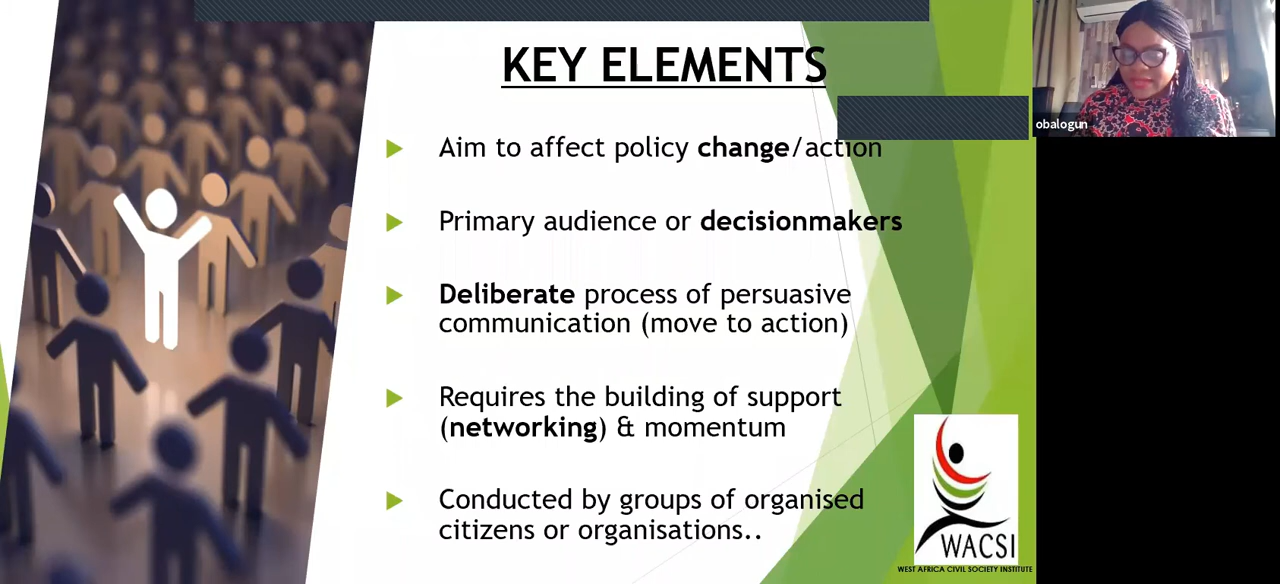 KEY ELEMENTS
Aim to affect policy change/action
Primary audience or decisionmakers
Deliberate process of persuasive
communication (move to action)
Requires the building of support
(networking) & momentum
Conducted by groups of organised
citizens or organisations..
obalogun
WACSI
WEST AFRICA CIVIL SOCIETY INSTITUTE